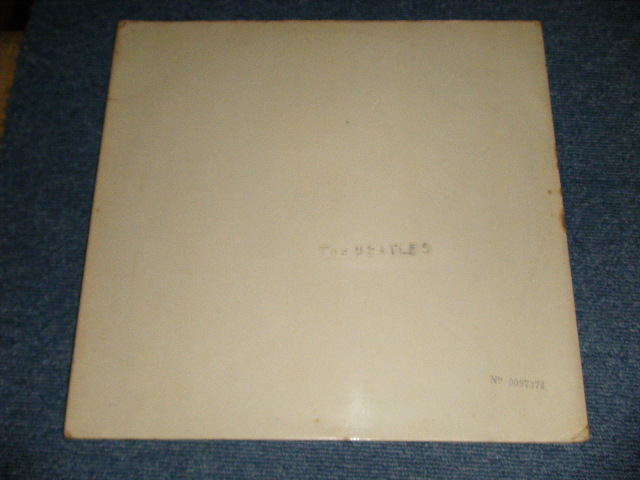 The BEATLES
Nº 0097371